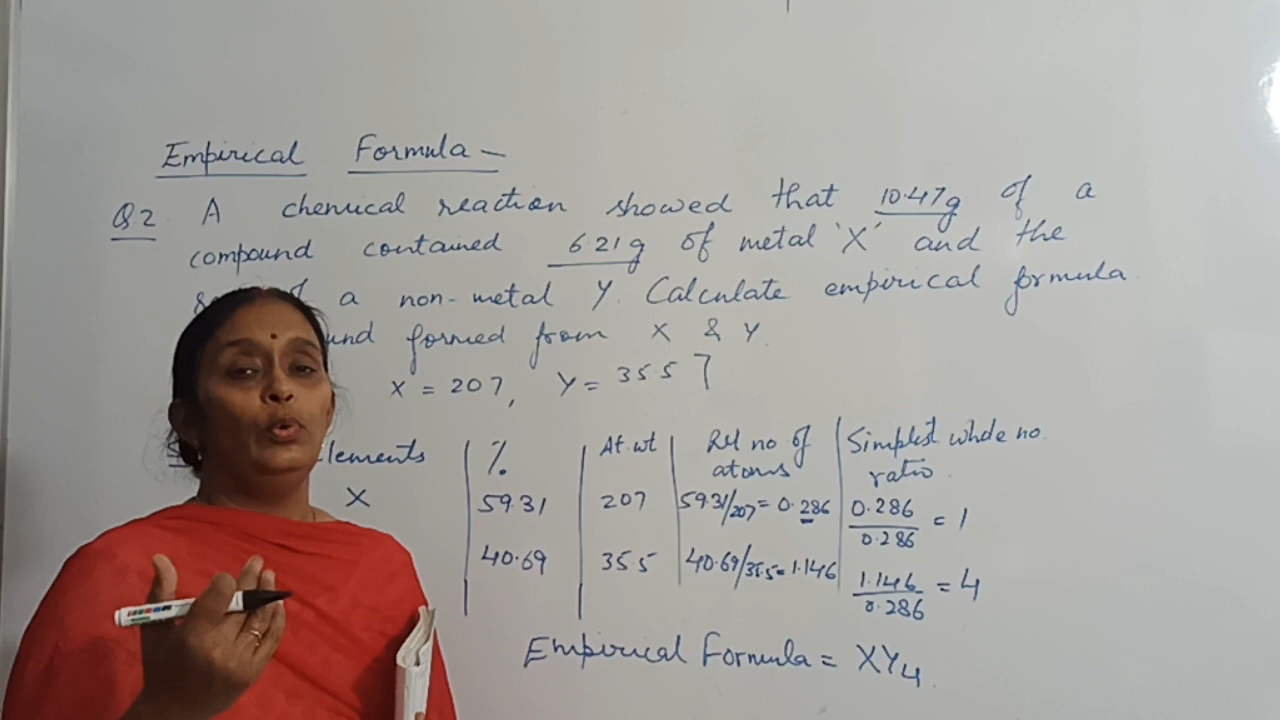 Empirical Formula –
Q.2 A chemical reaction showed that 10.47g of a
compound contained 6.21g of metal 'X' and the
a non-metal Y. Calculate empirical formula
formed from X & Y.
X = 207, Y = 35.5]
% At wt Rel no of Simplest whole no.
atoms ratio.
X 59.31 207 59.31/207 = 0.286 0.286/0.286 = 1
40.69 35.5 40.69/35.5 = 1.146 1.146/0.286 = 4
Empirical Formula = XY4